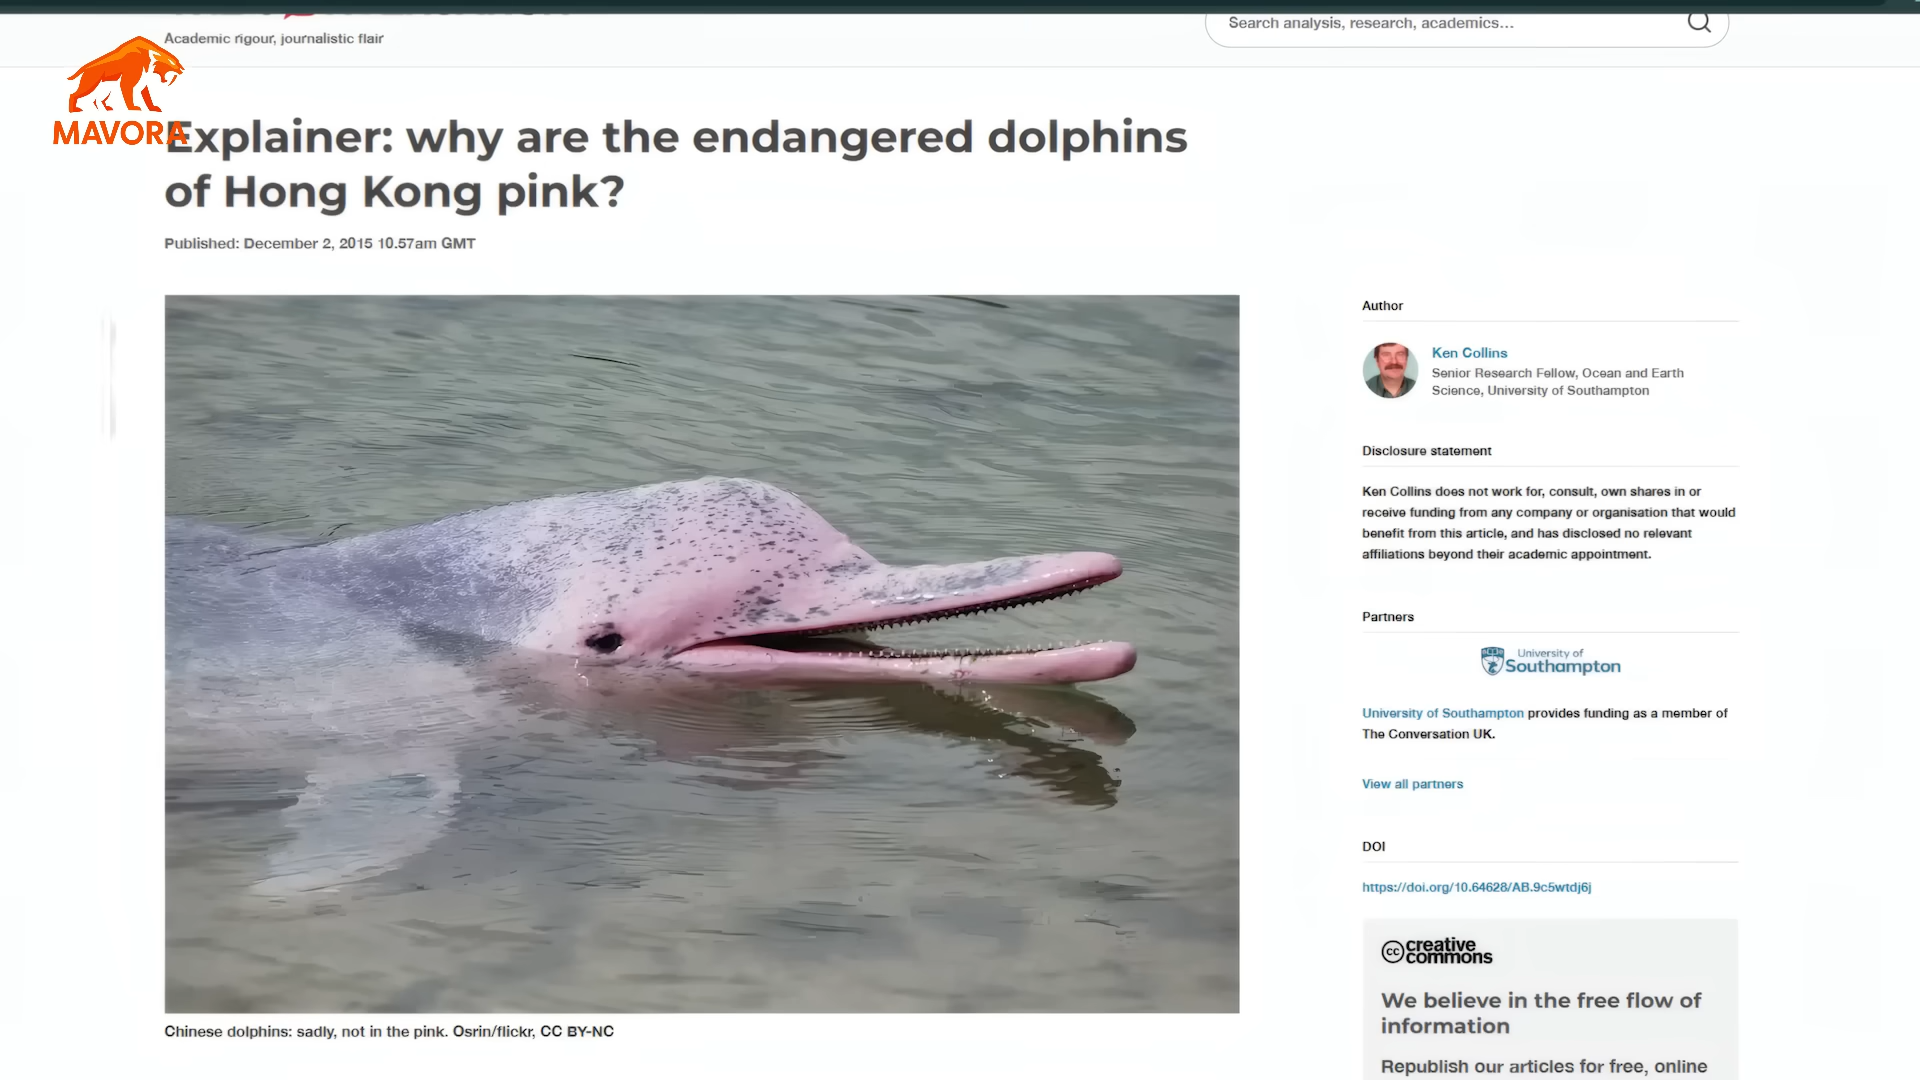 Academic rigour, journalistic flair
Search analysis, research, academics...
MAVORA
Explainer: why are the endangered dolphins
of Hong Kong pink?
Published: December 2, 2015 10.57am GMT
Author
Ken Collins
Senior Research Fellow, Ocean and Earth
Science, University of Southampton
Disclosure statement
Ken Collins does not work for, consult, own shares in or
receive funding from any company or organisation that would
benefit from this article, and has disclosed no relevant
affiliations beyond their academic appointment.
Partners
University of
Southampton
University of Southampton provides funding as a member of
The Conversation UK.
View all partners
DOI
https://doi.org/10.64628/AB.9c5wtdj6j
cc creative
commons
We believe in the free flow of
information
Republish our articles for free, online
Chinese dolphins: sadly, not in the pink. Osrin/flickr, CC BY-NC